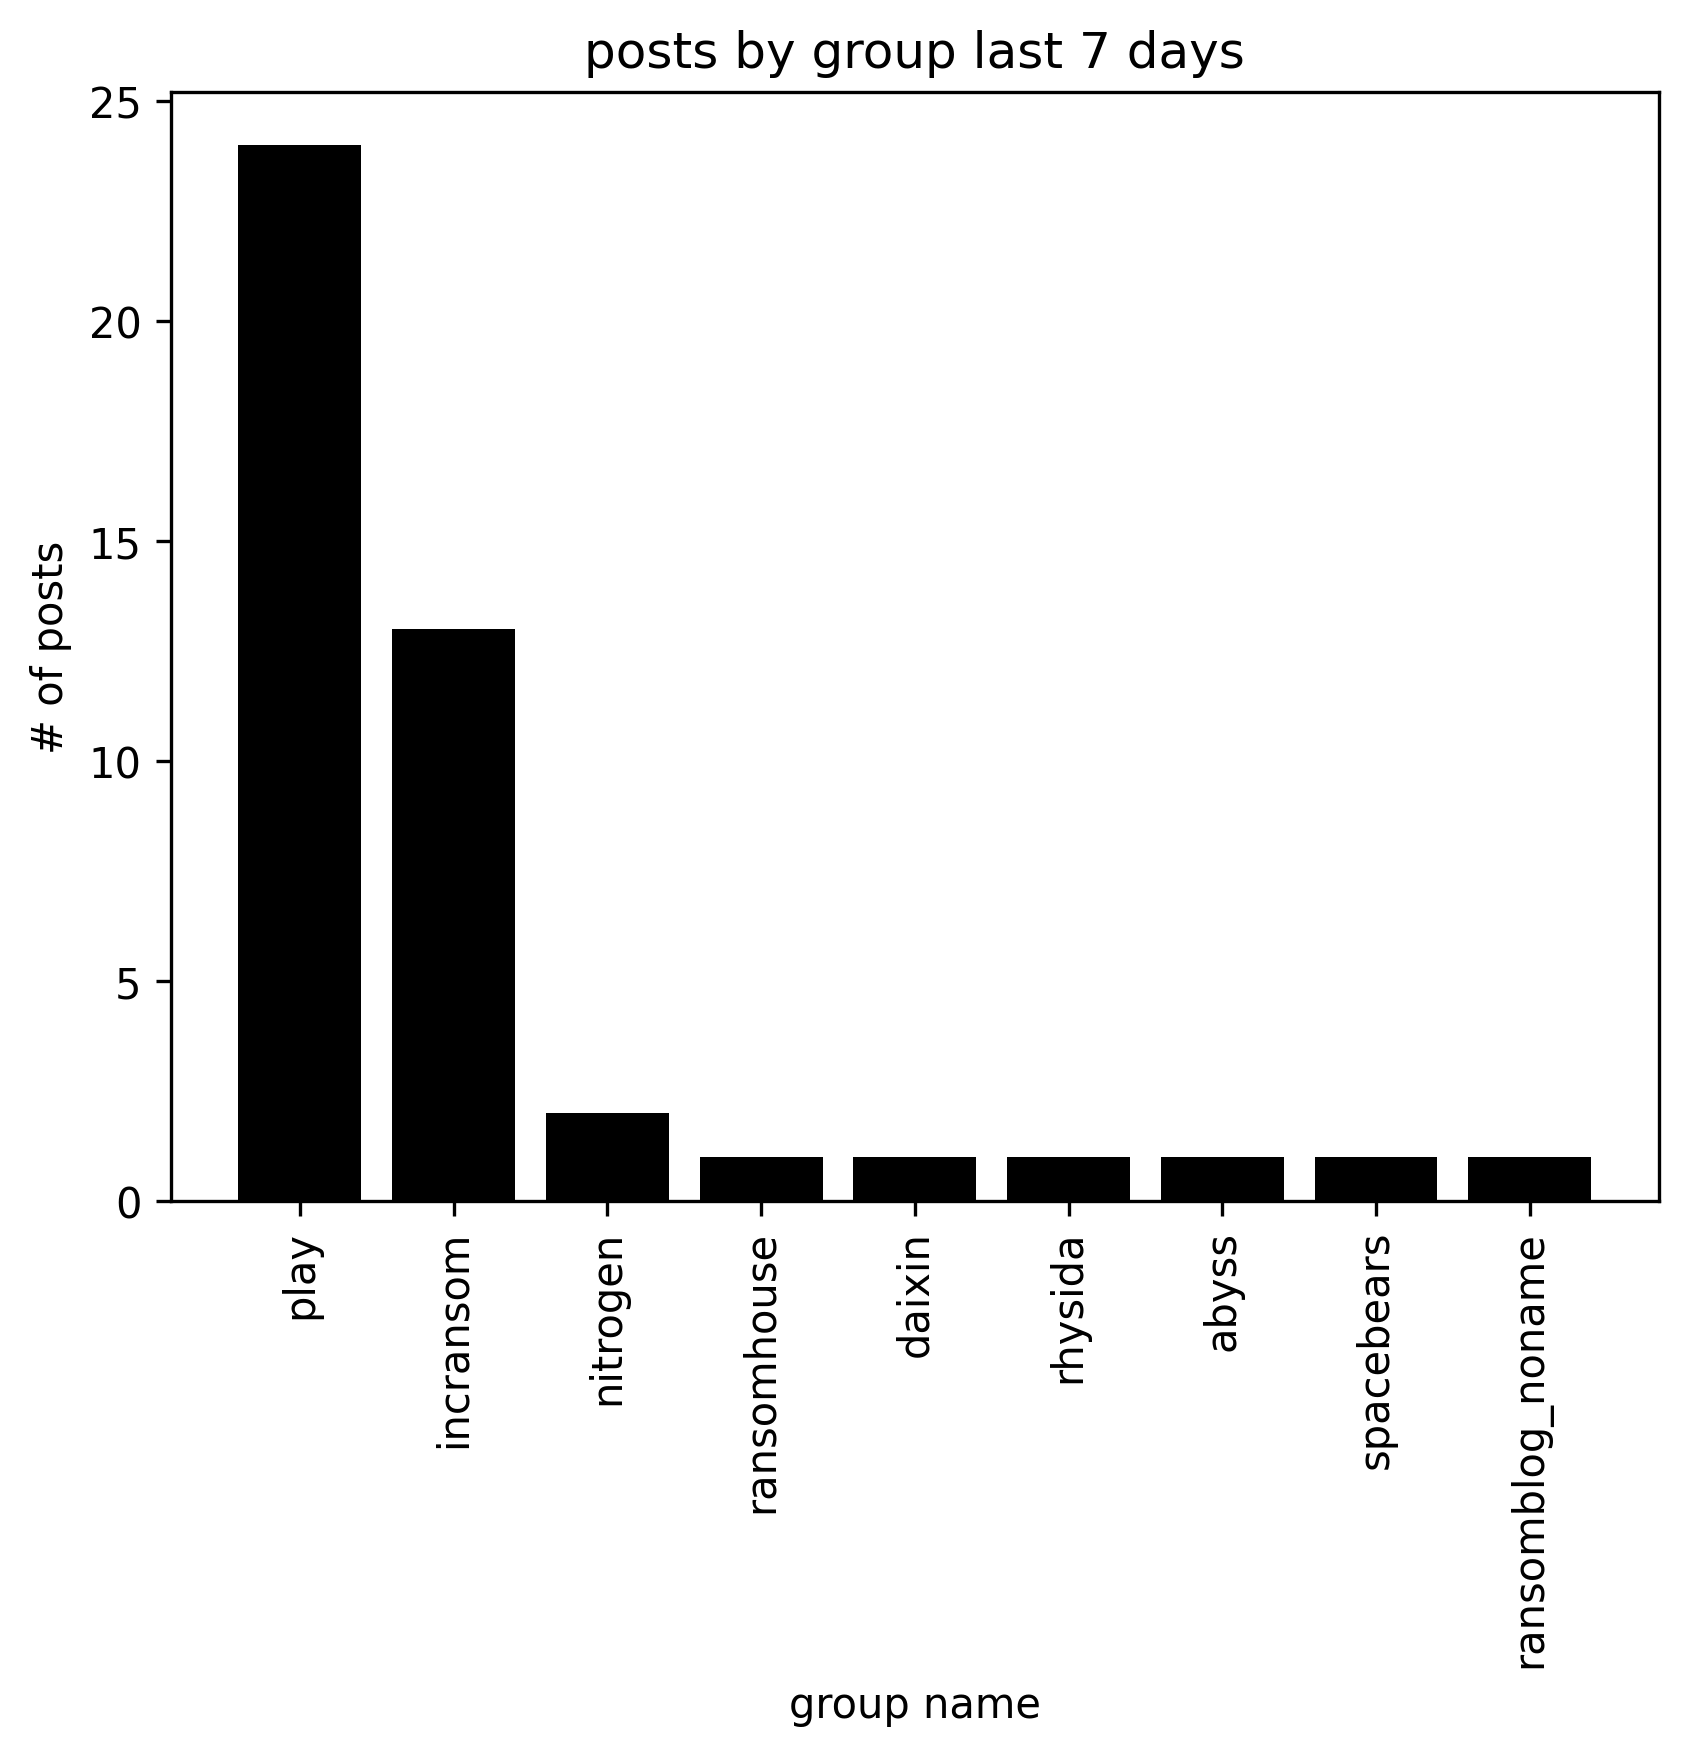 posts by group last 7 days
# of posts
25
20
15
10
5
0
play
incransom
nitrogen
ransomhouse
daixin
rhysida
abyss
spacebears
ransomblog_noname
group name